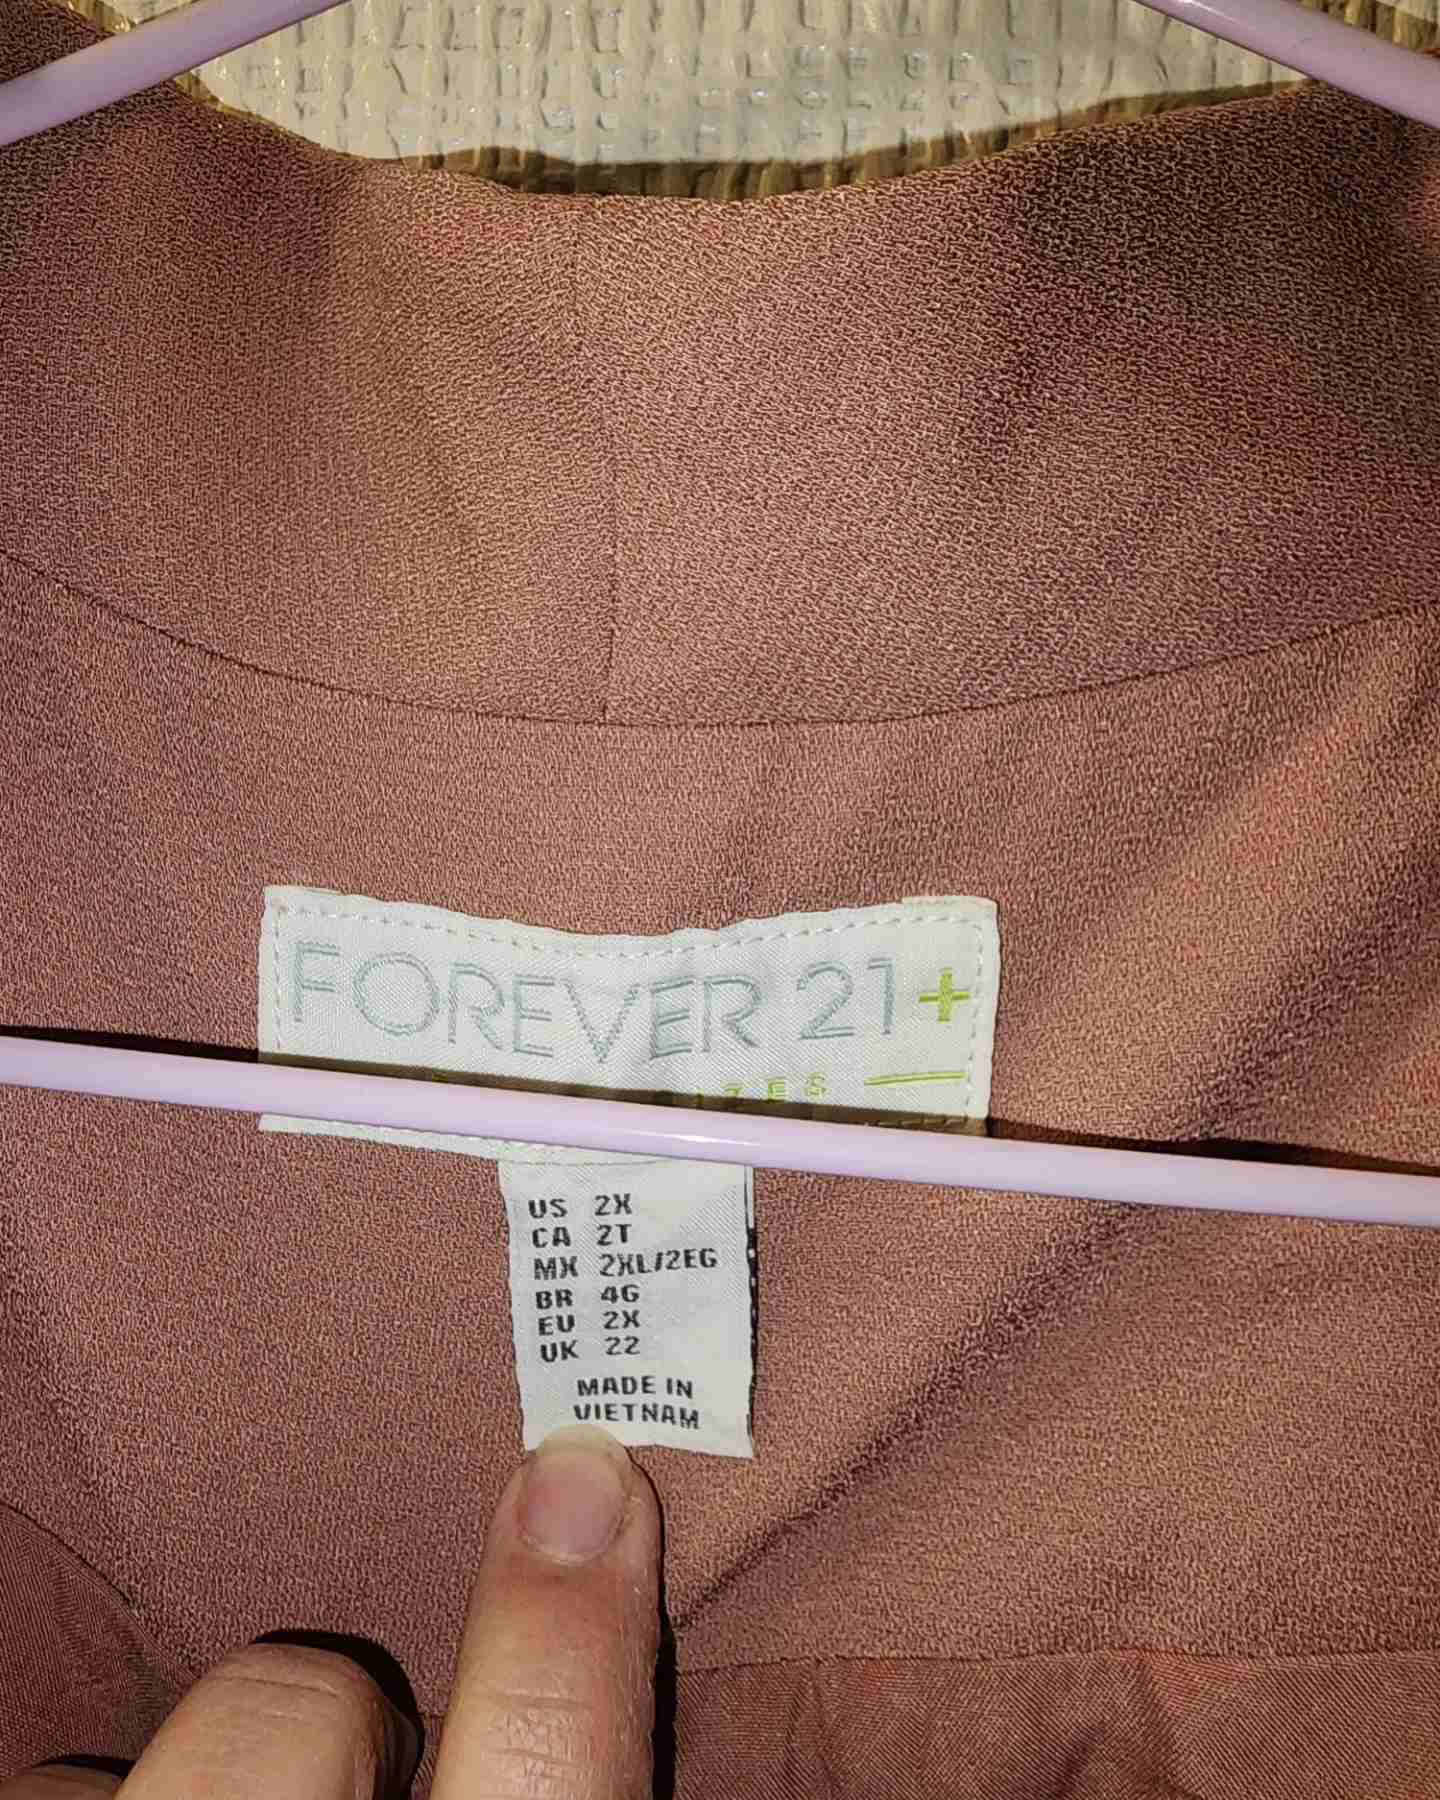 FOREVER 21+
US 2X
CA 2T
MX 2XL/2EG
BR 4G
EU 2X
UK 22
MADE IN
VIETNAM